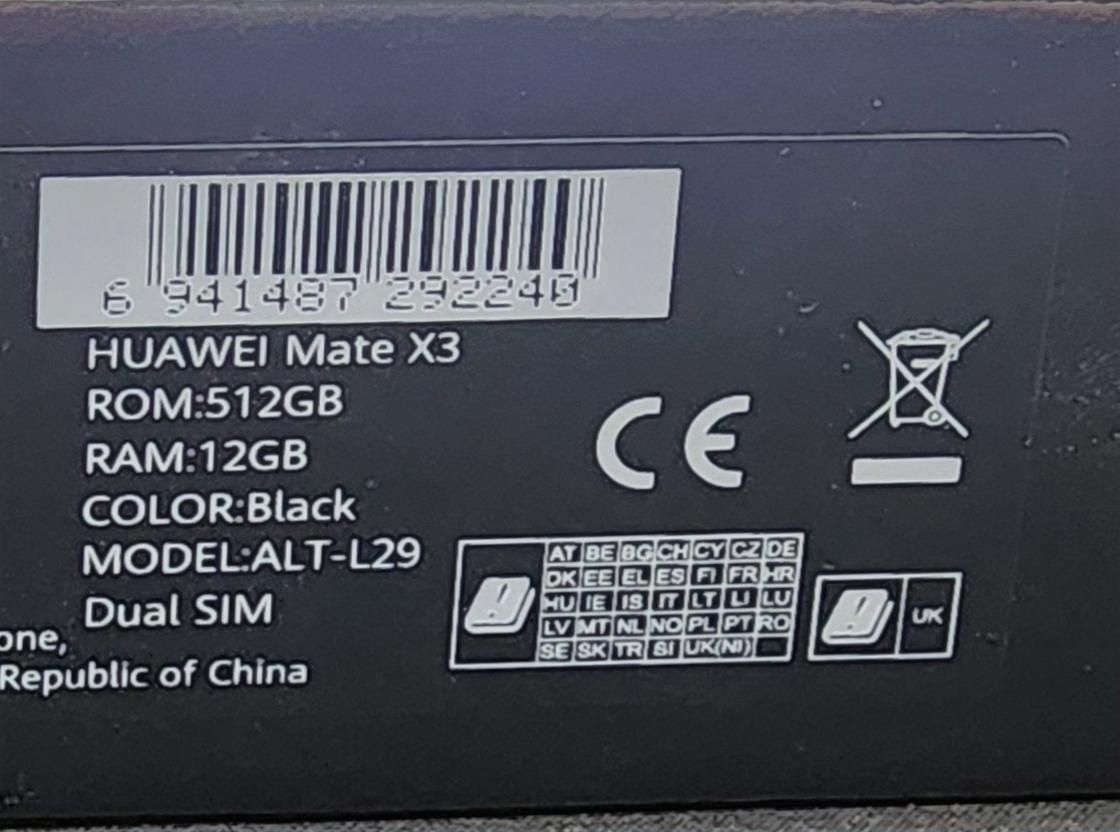 6 941487 292240
HUAWEI Mate X3
ROM:512GB
RAM:12GB
COLOR:Black
MODEL:ALT-L29
Dual SIM
one,
Republic of China
CE
AT BE BG CH CY CZ DE
DK EE EL ES FI FR HR
HU IE IS IT LT LI LU
LV MT NL NO PL PT RO
SE SK TR SI UK(NI)
UK